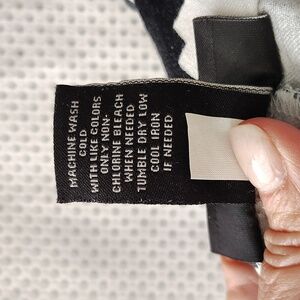 MACHINE WASH
COLD
WITH LIKE COLORS
ONLY NON-
CHLORINE BLEACH
WHEN NEEDED
TUMBLE DRY LOW
COOL IRON
IF NEEDED